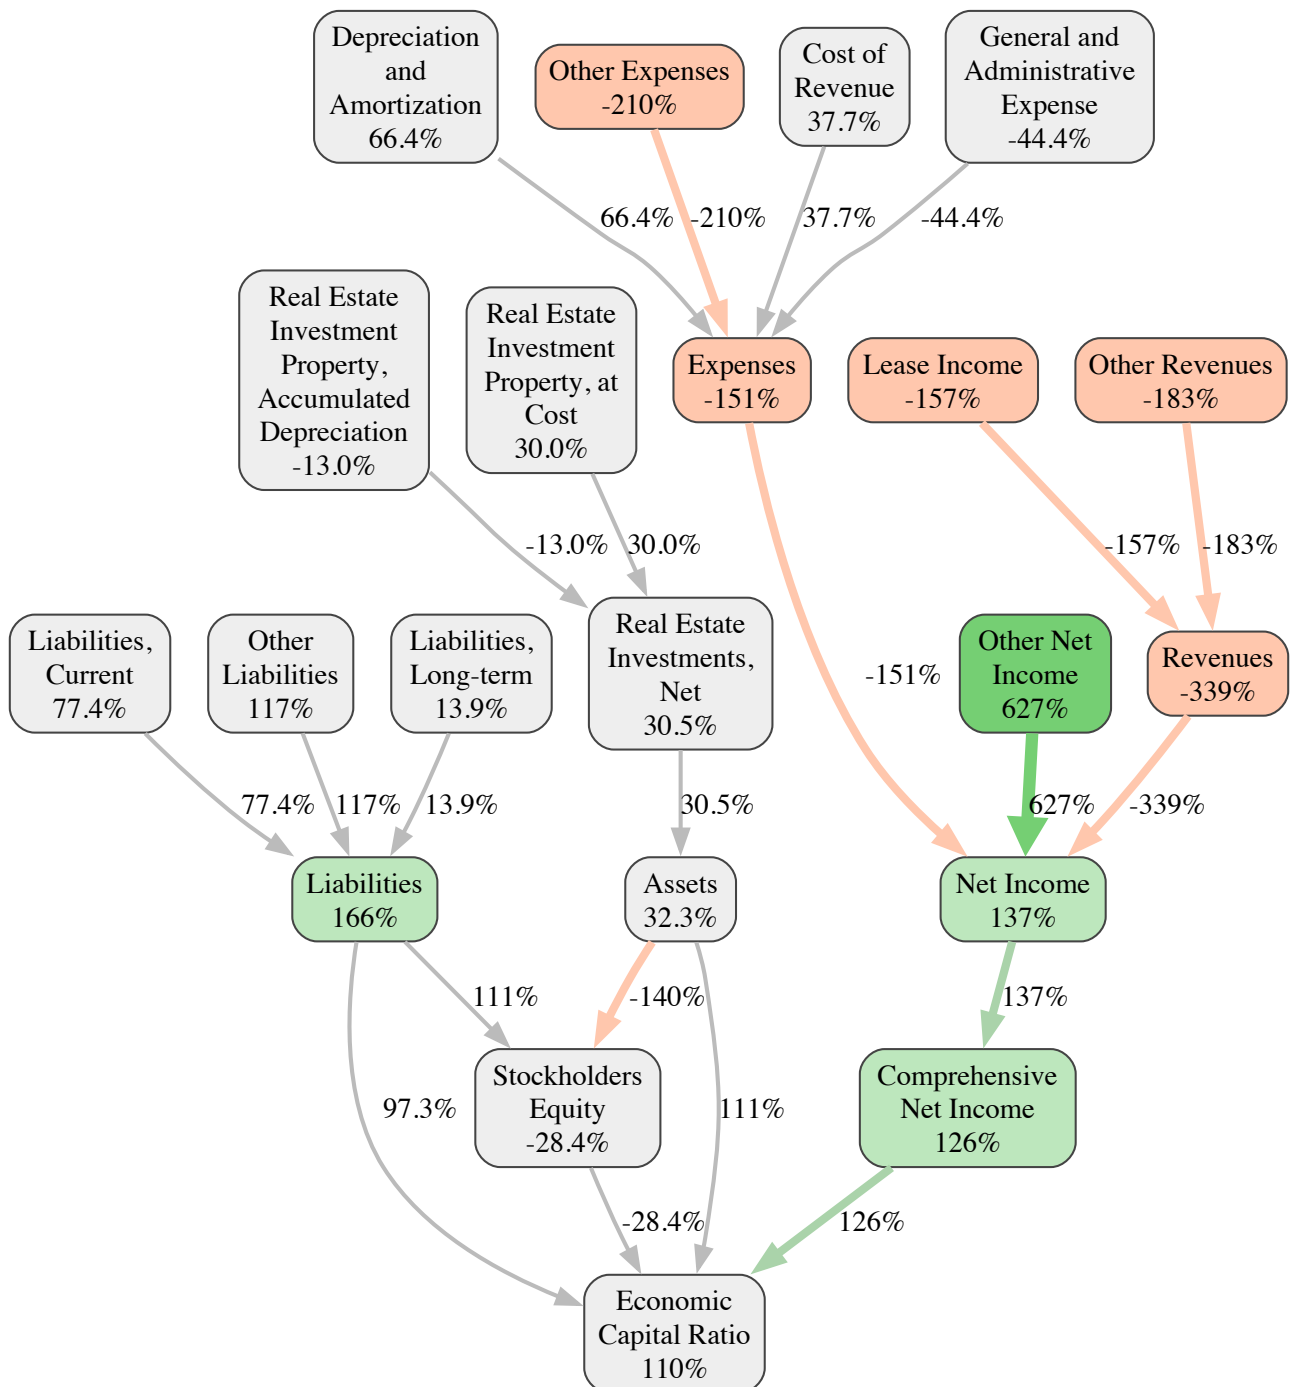 Depreciation
and
Amortization
66.4%
Other Expenses
-210%
Cost of
Revenue
37.7%
General and
Administrative
Expense
-44.4%
66.4%
-210%
37.7%
-44.4%
Real Estate
Investment
Property,
Accumulated
Depreciation
-13.0%
Real Estate
Investment
Property, at
Cost
30.0%
Expenses
-151%
Lease Income
-157%
Other Revenues
-183%
-13.0%
30.0%
-157%
-183%
Liabilities,
Current
77.4%
Other
Liabilities
117%
Liabilities,
Long-term
13.9%
Real Estate
Investments,
Net
30.5%
-151%
Other Net
Income
627%
Revenues
-339%
77.4%
117%
13.9%
30.5%
627%
-339%
Liabilities
166%
Assets
32.3%
Net Income
137%
111%
-140%
137%
97.3%
Stockholders
Equity
-28.4%
111%
Comprehensive
Net Income
126%
-28.4%
126%
Economic
Capital Ratio
110%